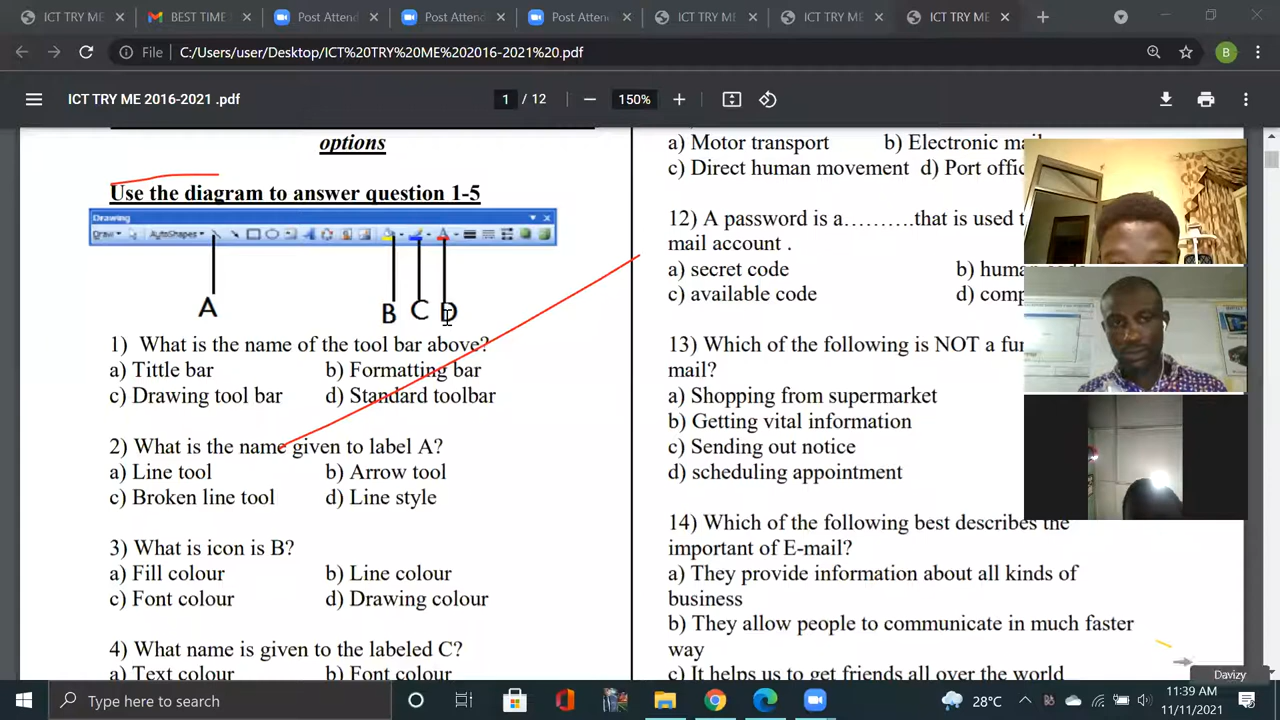 ICT TRY ME
BEST TIME
Post Attend
Post Attend
Post Attend
ICT TRY ME
ICT TRY ME
ICT TRY ME
File
C:/Users/user/Desktop/ICT%20TRY%20ME%202016-2021%20.pdf
B
ICT TRY ME 2016-2021 .pdf
1 / 12
150%
options
Use the diagram to answer question 1-5
Drawing
Draw
AutoShapes
A
B
C
D
1) What is the name of the tool bar above?
a) Tittle bar b) Formatting bar
c) Drawing tool bar d) Standard toolbar
2) What is the name given to label A?
a) Line tool b) Arrow tool
c) Broken line tool d) Line style
3) What is icon is B?
a) Fill colour b) Line colour
c) Font colour d) Drawing colour
4) What name is given to the labeled C?
a) Text colour b) Font colour
a) Motor transport b) Electronic
c) Direct human movement d) Port
12) A password is a……….that is used
mail account .
a) secret code b)
c) available code d)
13) Which of the following is NOT a
mail?
a) Shopping from supermarket
b) Getting vital information
c) Sending out notice
d) scheduling appointment
14) Which of the following best describes the
important of E-mail?
a) They provide information about all kinds of
business
b) They allow people to communicate in much faster
way
c) It helps us to get friends all over the world
Davizy
Type here to search
28°C
11:39 AM
11/11/2021